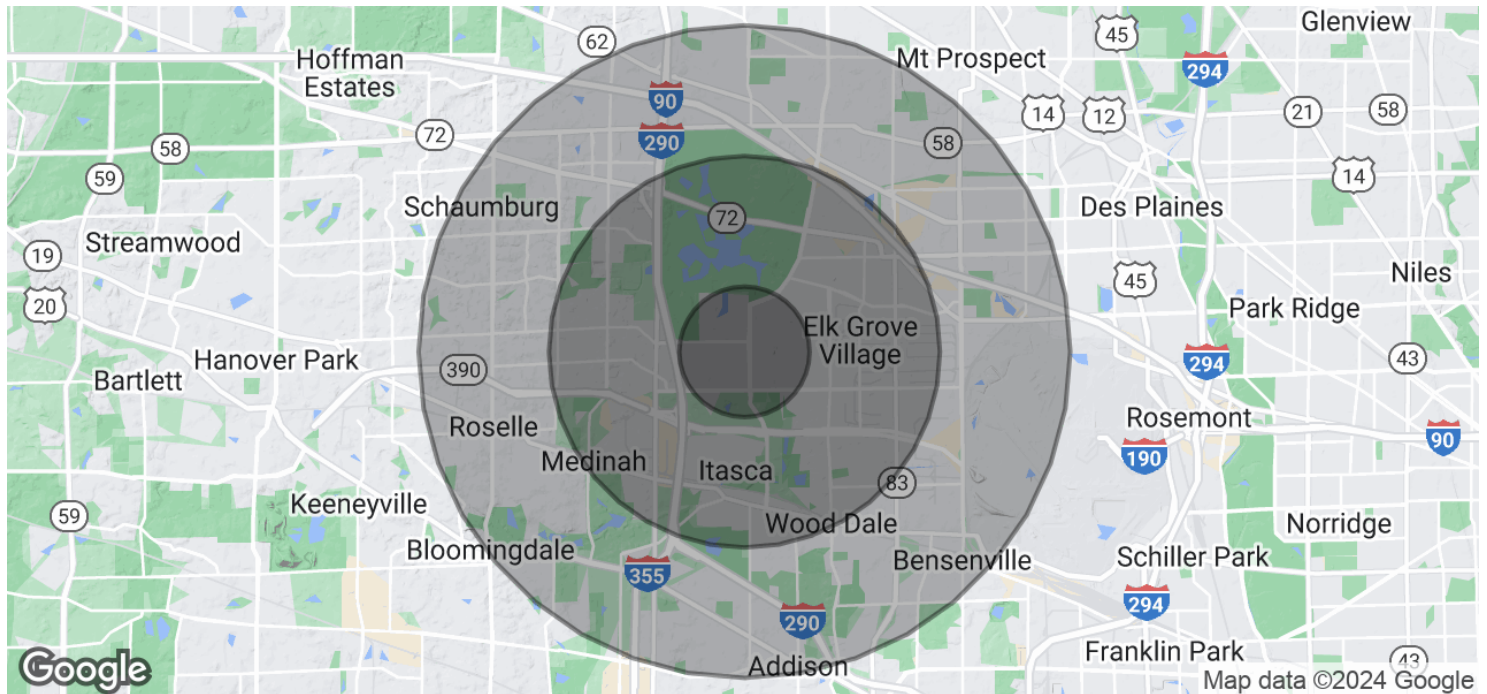 Glenview
62
45
Hoffman
Estates
Mt Prospect
294
90
14
12
21
58
72
290
58
58
59
14
Schaumburg
72
Des Plaines
Streamwood
19
45
Niles
20
Park Ridge
Elk Grove
Village
Hanover Park
43
294
390
Bartlett
Rosemont
Roselle
90
190
Medinah
Itasca
83
Keeneyville
59
Wood Dale
Norridge
Bloomingdale
Bensenville
Schiller Park
355
294
290
Franklin Park
Addison
43
Google
Map data ©2024 Google